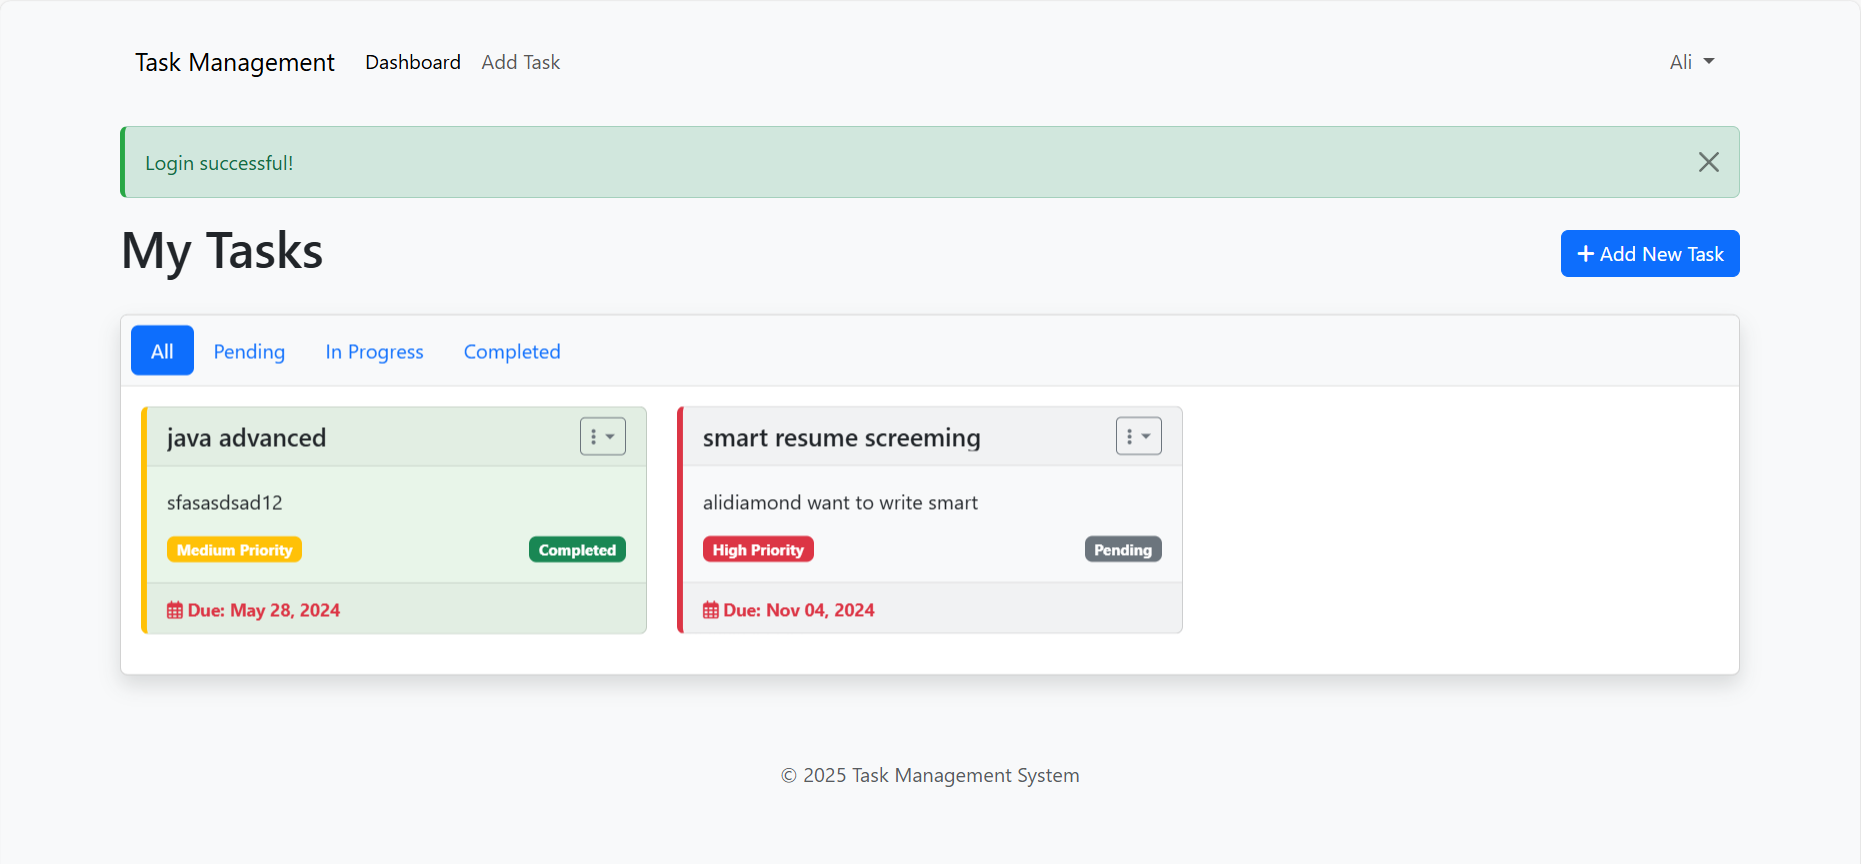 Task Management Dashboard Add Task Ali
Login successful!
My Tasks
+ Add New Task
All Pending In Progress Completed
java advanced
sfasasdsad12
Medium Priority Completed
Due: May 28, 2024
smart resume screeming
alidiamond want to write smart
High Priority Pending
Due: Nov 04, 2024
© 2025 Task Management System